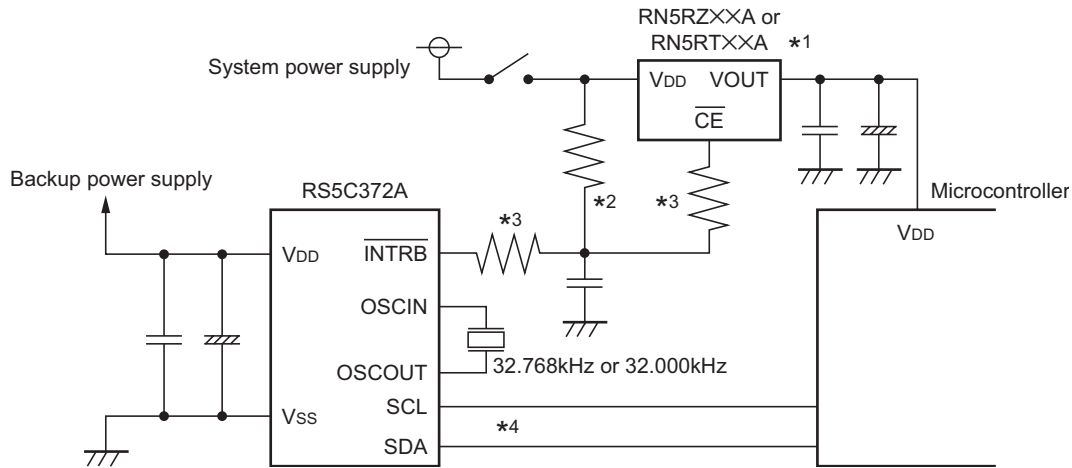 RN5RZ××A or
RN5RT××A *1
System power supply
VDD VOUT
CE
Backup power supply
RS5C372A
*2
*3
Microcontroller
*3
VDD
VDD
INTRB
OSCIN
32.768kHz or 32.000kHz
OSCOUT
SCL
VSS
*4
SDA